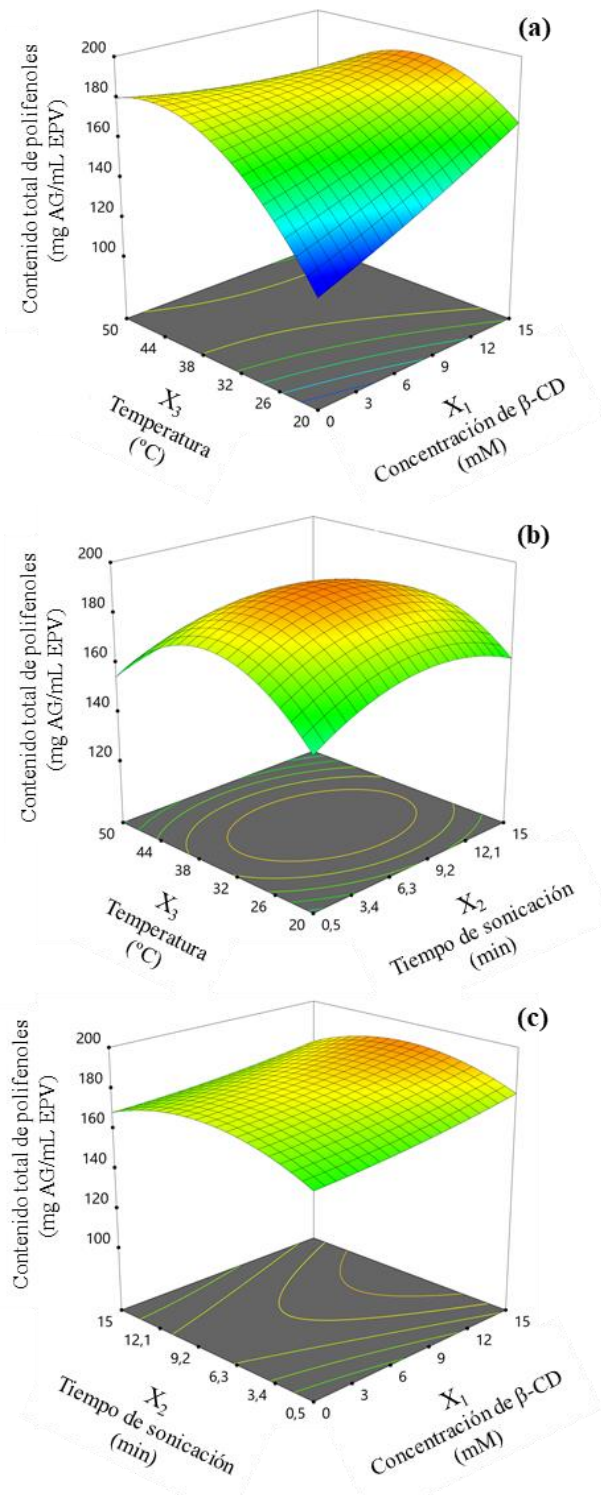 (a)
Contenido total de polifenoles
(mg AG/mL EPV)
200
180
160
140
120
100
50
44
38
32
26
20
X3
Temperatura
(ºC)
0
3
6
9
12
15
X1
Concentración de β-CD
(mM)
(b)
Contenido total de polifenoles
(mg AG/mL EPV)
200
180
160
140
120
50
44
38
32
26
20
X3
Temperatura
(ºC)
0,5
3,4
6,3
9,2
12,1
15
X2
Tiempo de sonicación
(min)
(c)
Contenido total de polifenoles
(mg AG/mL EPV)
200
180
160
140
120
100
15
12,1
9,2
6,3
3,4
0,5
X2
Tiempo de sonicación
(min)
0
3
6
9
12
15
X1
Concentración de β-CD
(mM)